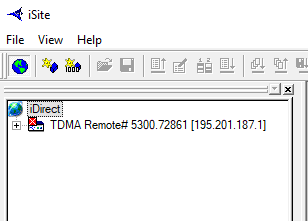 iSite
File View Help
iDirect
TDMA Remote# 5300.72861 [195.201.187.1]